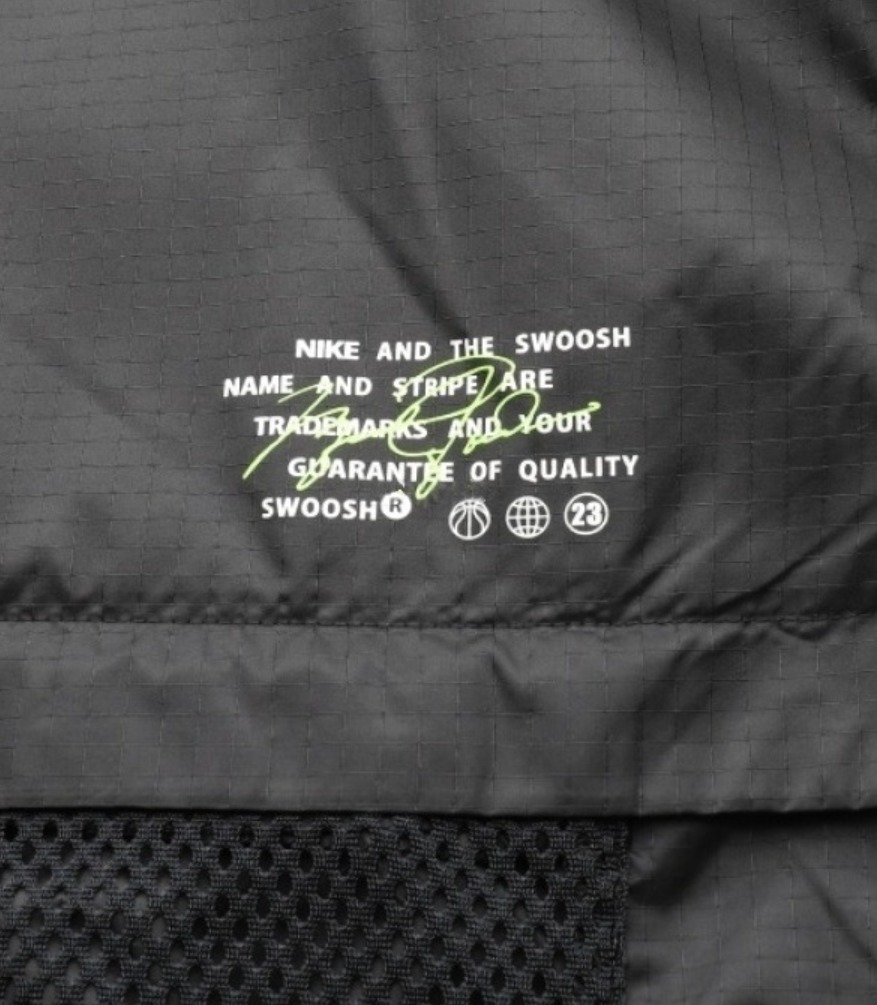 NIKE AND THE SWOOSH
NAME AND STRIPE ARE
TRADEMARKS AND YOUR
GUARANTEE OF QUALITY
SWOOSH® 23